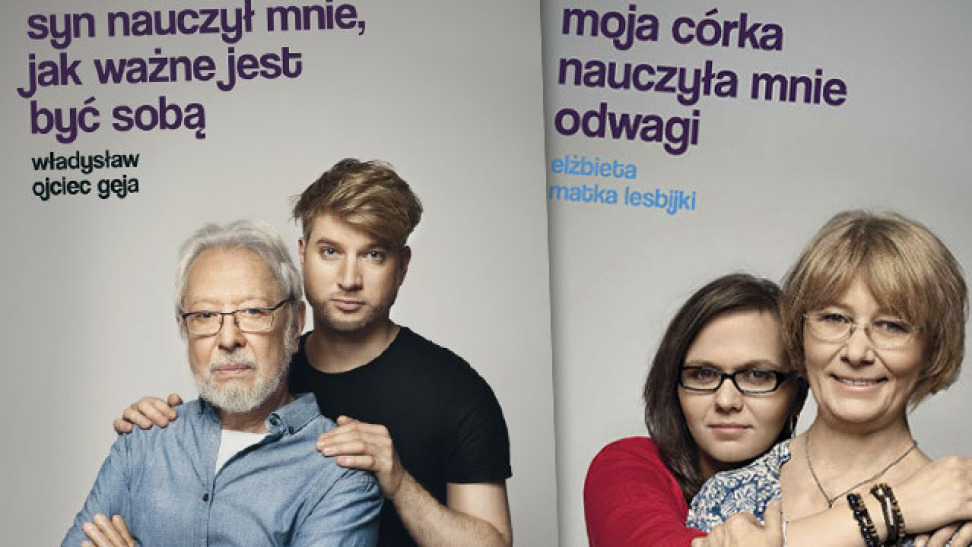 syn nauczył mnie,
jak ważne jest
być sobą
władysław
ojciec geja
moja córka
nauczyła mnie
odwagi
elżbieta
matka lesbijki